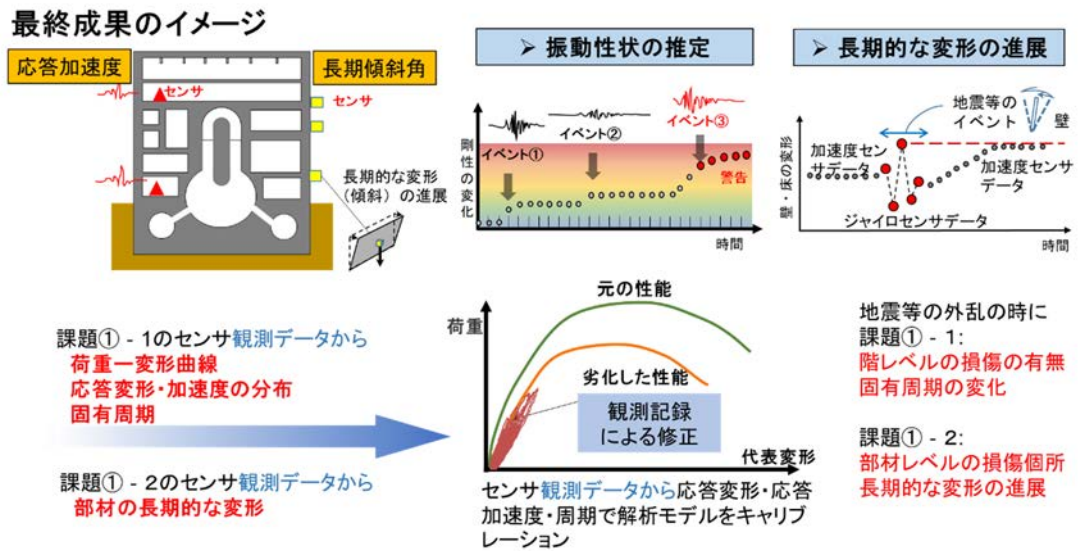 最終成果のイメージ
応答加速度
センサ
長期傾斜角
センサ
長期的な変形
(傾斜）の進展
➤ 振動性状の推定
イベント①
イベント②
イベント③
剛性の変化
警告
時間
➤ 長期的な変形の進展
地震等の
イベント
壁
加速度セン
サデータ
加速度センサ
データ
ジャイロセンサデータ
壁・床の変形
時間
課題① - 1のセンサ観測データから
荷重ー変形曲線
応答変形・加速度の分布
固有周期
課題① - 2のセンサ観測データから
部材の長期的な変形
荷重
元の性能
劣化した性能
観測記録
による修正
代表変形
センサ観測データから応答変形・応答
加速度・周期で解析モデルをキャリブ
レーション
地震等の外乱の時に
課題① - 1:
階レベルの損傷の有無
固有周期の変化
課題① - 2:
部材レベルの損傷個所
長期的な変形の進展